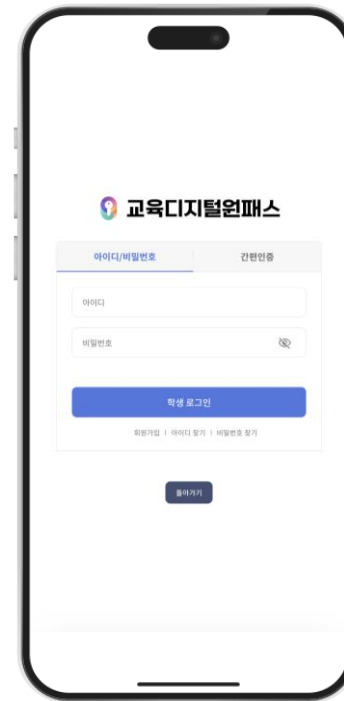 교육디지털원패스
아이디/비밀번호 간편인증
아이디
비밀번호
학생 로그인
회원가입 | 아이디 찾기 | 비밀번호 찾기
돌아가기